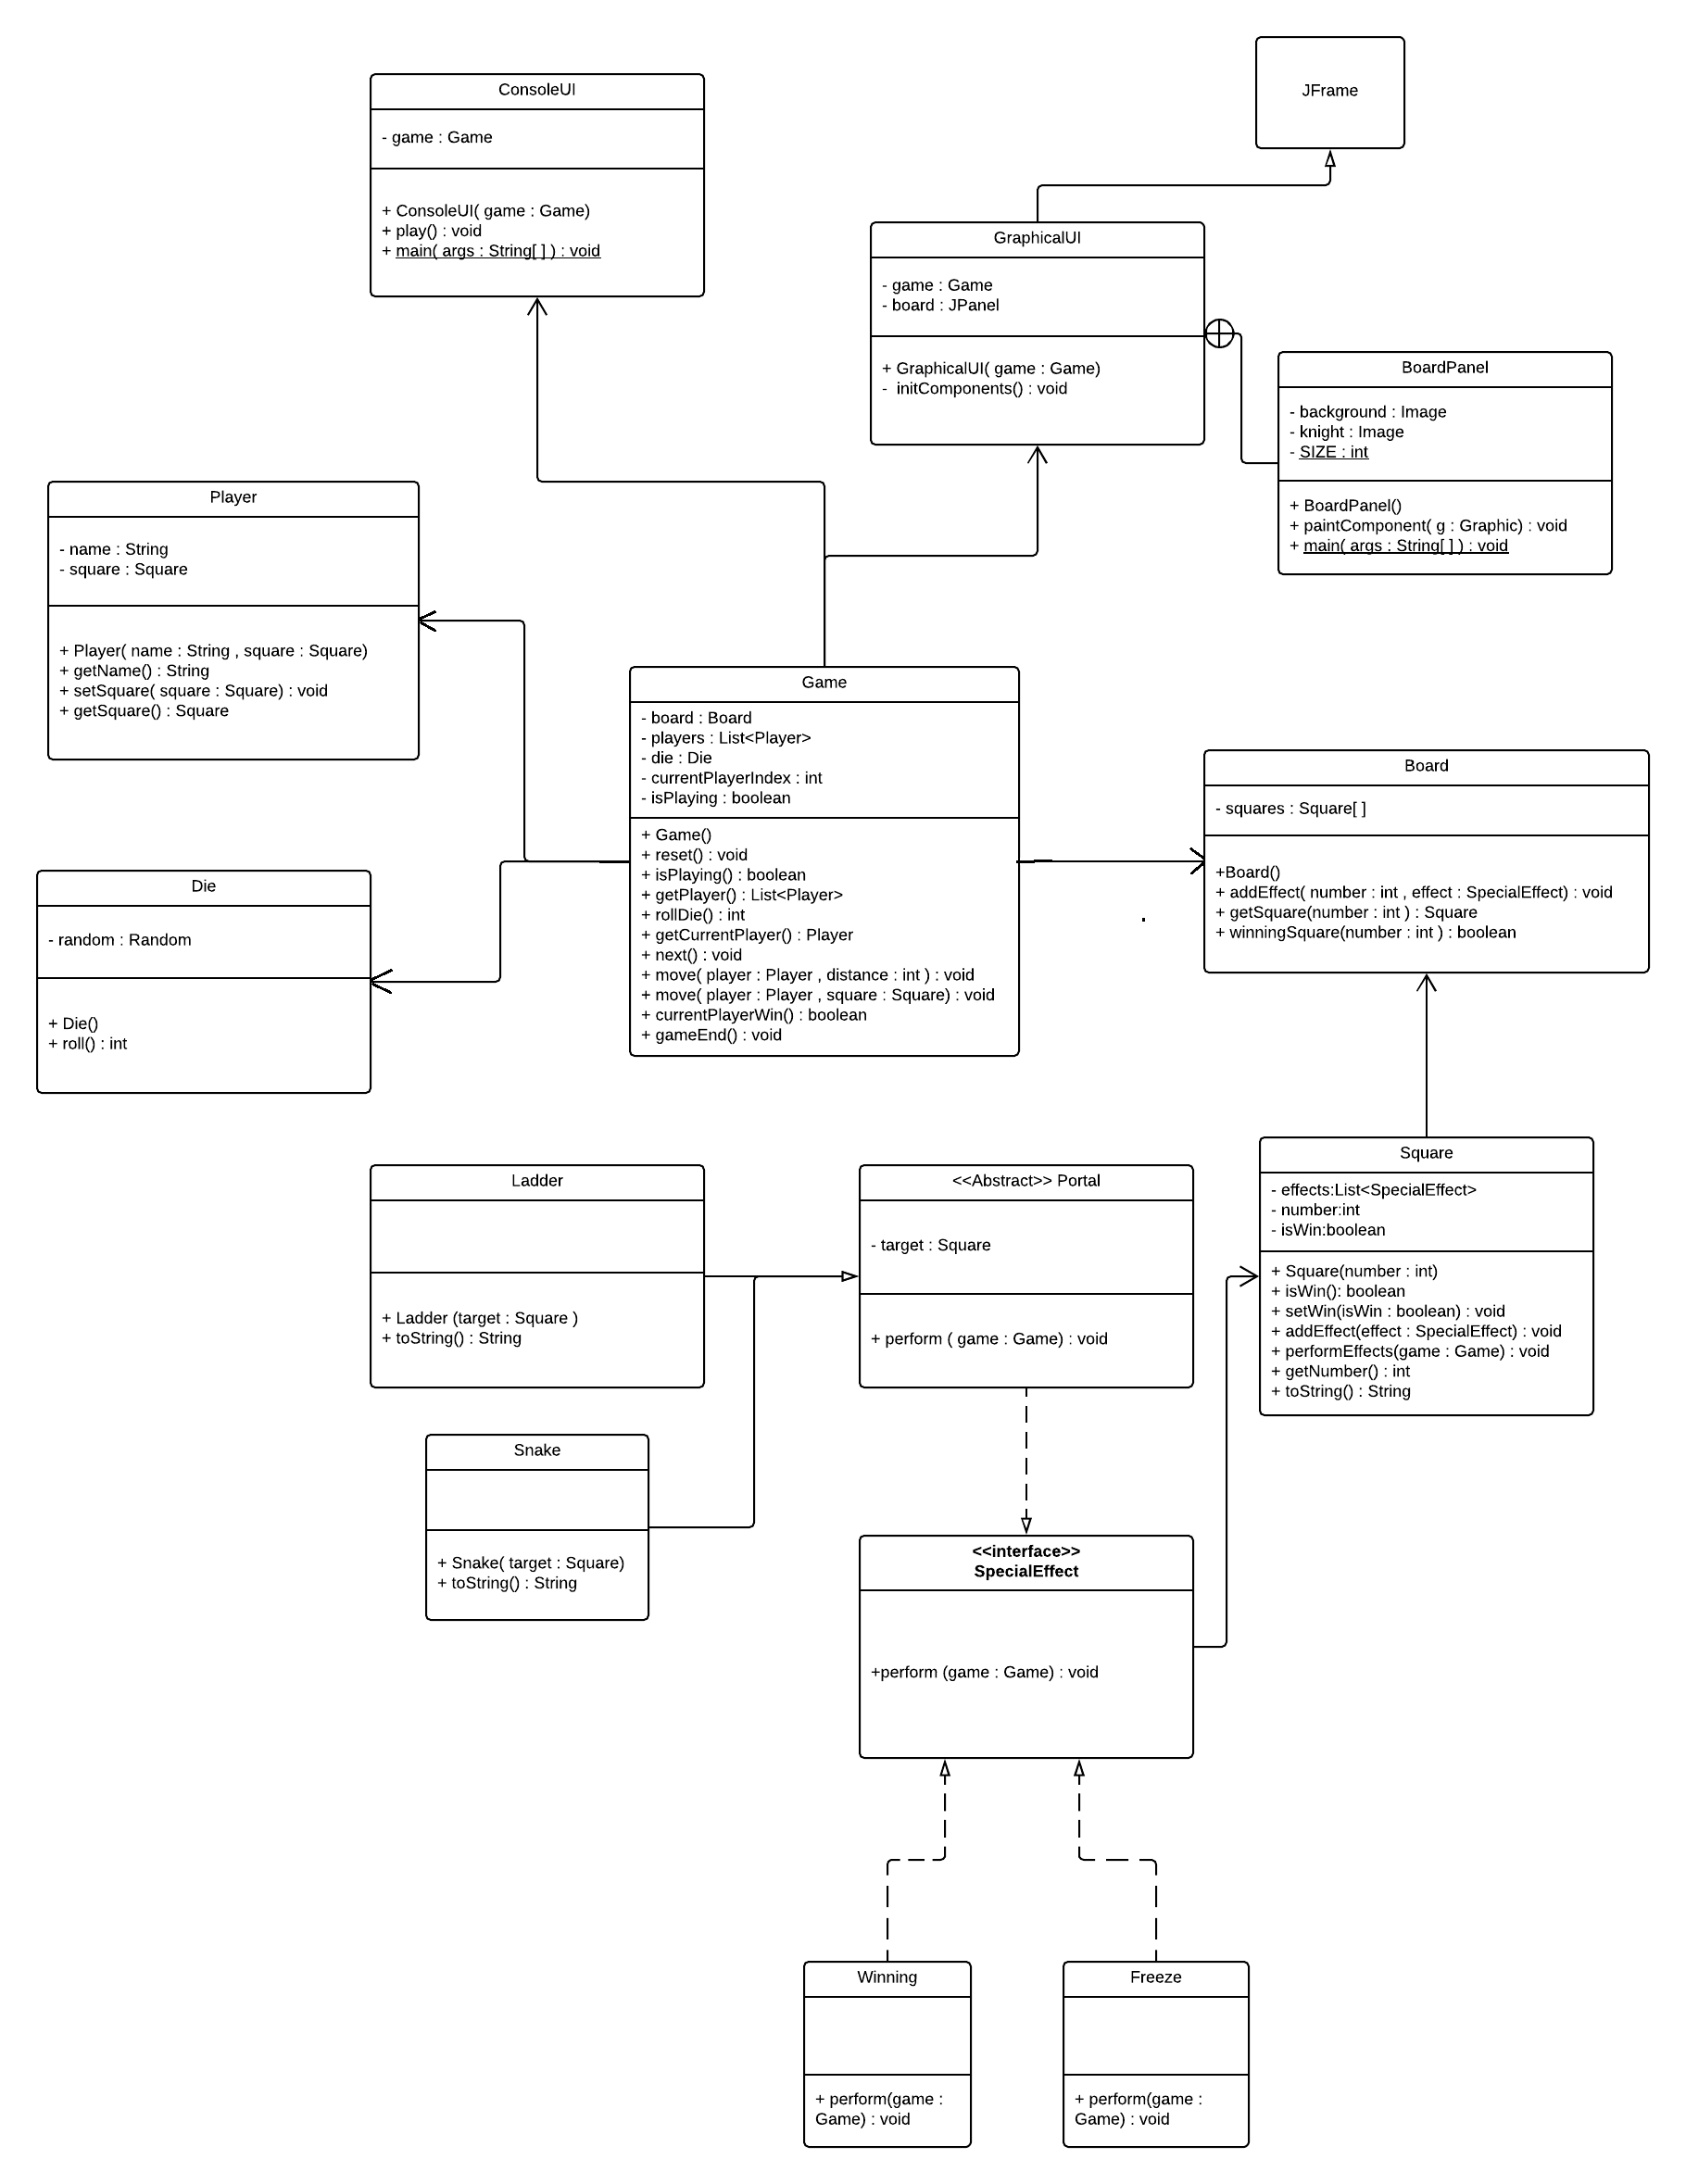 ConsoleUI
- game : Game
+ ConsoleUI( game : Game)
+ play() : void
+ main( args : String[ ] ) : void
JFrame
GraphicalUI
- game : Game
- board : JPanel
+ GraphicalUI( game : Game)
- initComponents() : void
BoardPanel
- background : Image
- knight : Image
- SIZE : int
+ BoardPanel()
+ paintComponent( g : Graphic) : void
+ main( args : String[ ] ) : void
Player
- name : String
- square : Square
+ Player( name : String , square : Square)
+ getName() : String
+ setSquare( square : Square) : void
+ getSquare() : Square
Game
- board : Board
- players : List<Player>
- die : Die
- currentPlayerIndex : int
- isPlaying : boolean
+ Game()
+ reset() : void
+ isPlaying() : boolean
+ getPlayer() : List<Player>
+ rollDie() : int
+ getCurrentPlayer() : Player
+ next() : void
+ move( player : Player , distance : int ) : void
+ move( player : Player , square : Square) : void
+ currentPlayerWin() : boolean
+ gameEnd() : void
Board
- squares : Square[ ]
+Board()
+ addEffect( number : int , effect : SpecialEffect) : void
+ getSquare(number : int ) : Square
+ winningSquare(number : int ) : boolean
Die
- random : Random
+ Die()
+ roll() : int
Ladder
+ Ladder (target : Square )
+ toString() : String
<<Abstract>> Portal
- target : Square
+ perform ( game : Game) : void
Square
- effects:List<SpecialEffect>
- number:int
- isWin:boolean
+ Square(number : int)
+ isWin(): boolean
+ setWin(isWin : boolean) : void
+ addEffect(effect : SpecialEffect) : void
+ performEffects(game : Game) : void
+ getNumber() : int
+ toString() : String
Snake
+ Snake( target : Square)
+ toString() : String
<<interface>>
SpecialEffect
+perform (game : Game) : void
Winning
+ perform(game :
Game) : void
Freeze
+ perform(game :
Game) : void